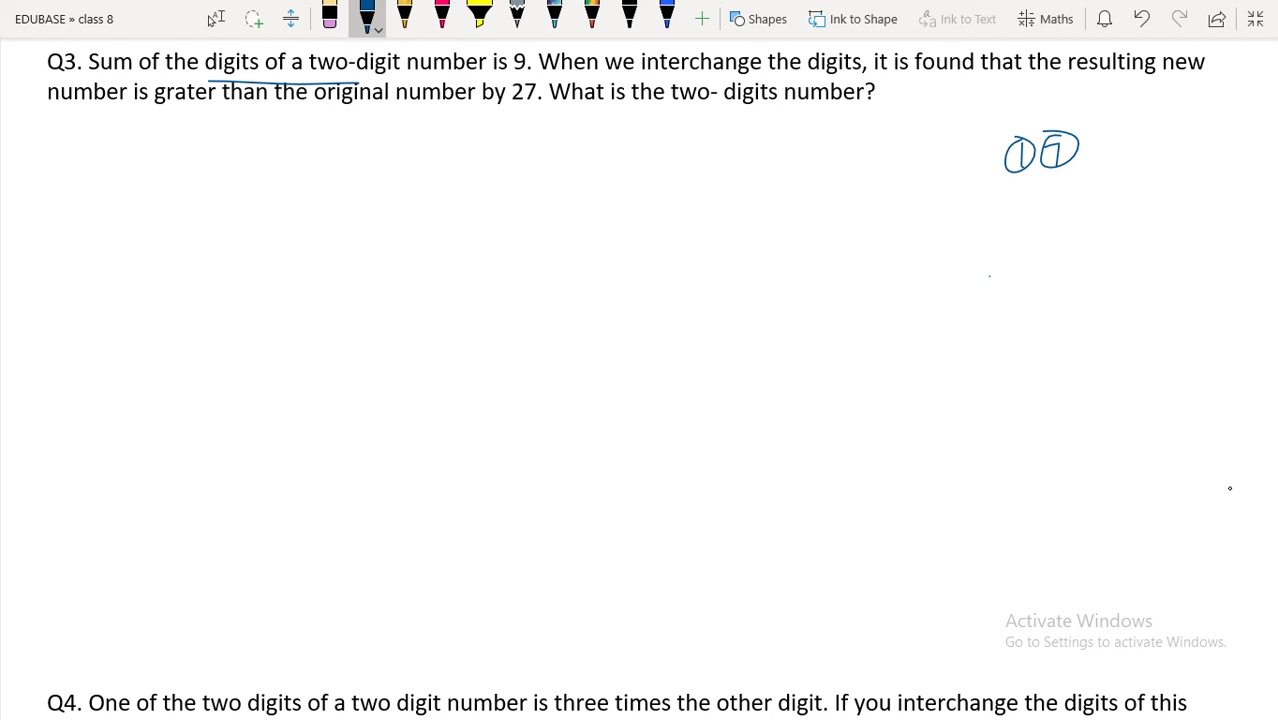 EDUBASE » class 8
Shapes Ink to Shape Ink to Text Maths
Q3. Sum of the digits of a two-digit number is 9. When we interchange the digits, it is found that the resulting new
number is grater than the original number by 27. What is the two- digits number?
1 7
Activate Windows
Go to Settings to activate Windows.
Q4. One of the two digits of a two digit number is three times the other digit. If you interchange the digits of this